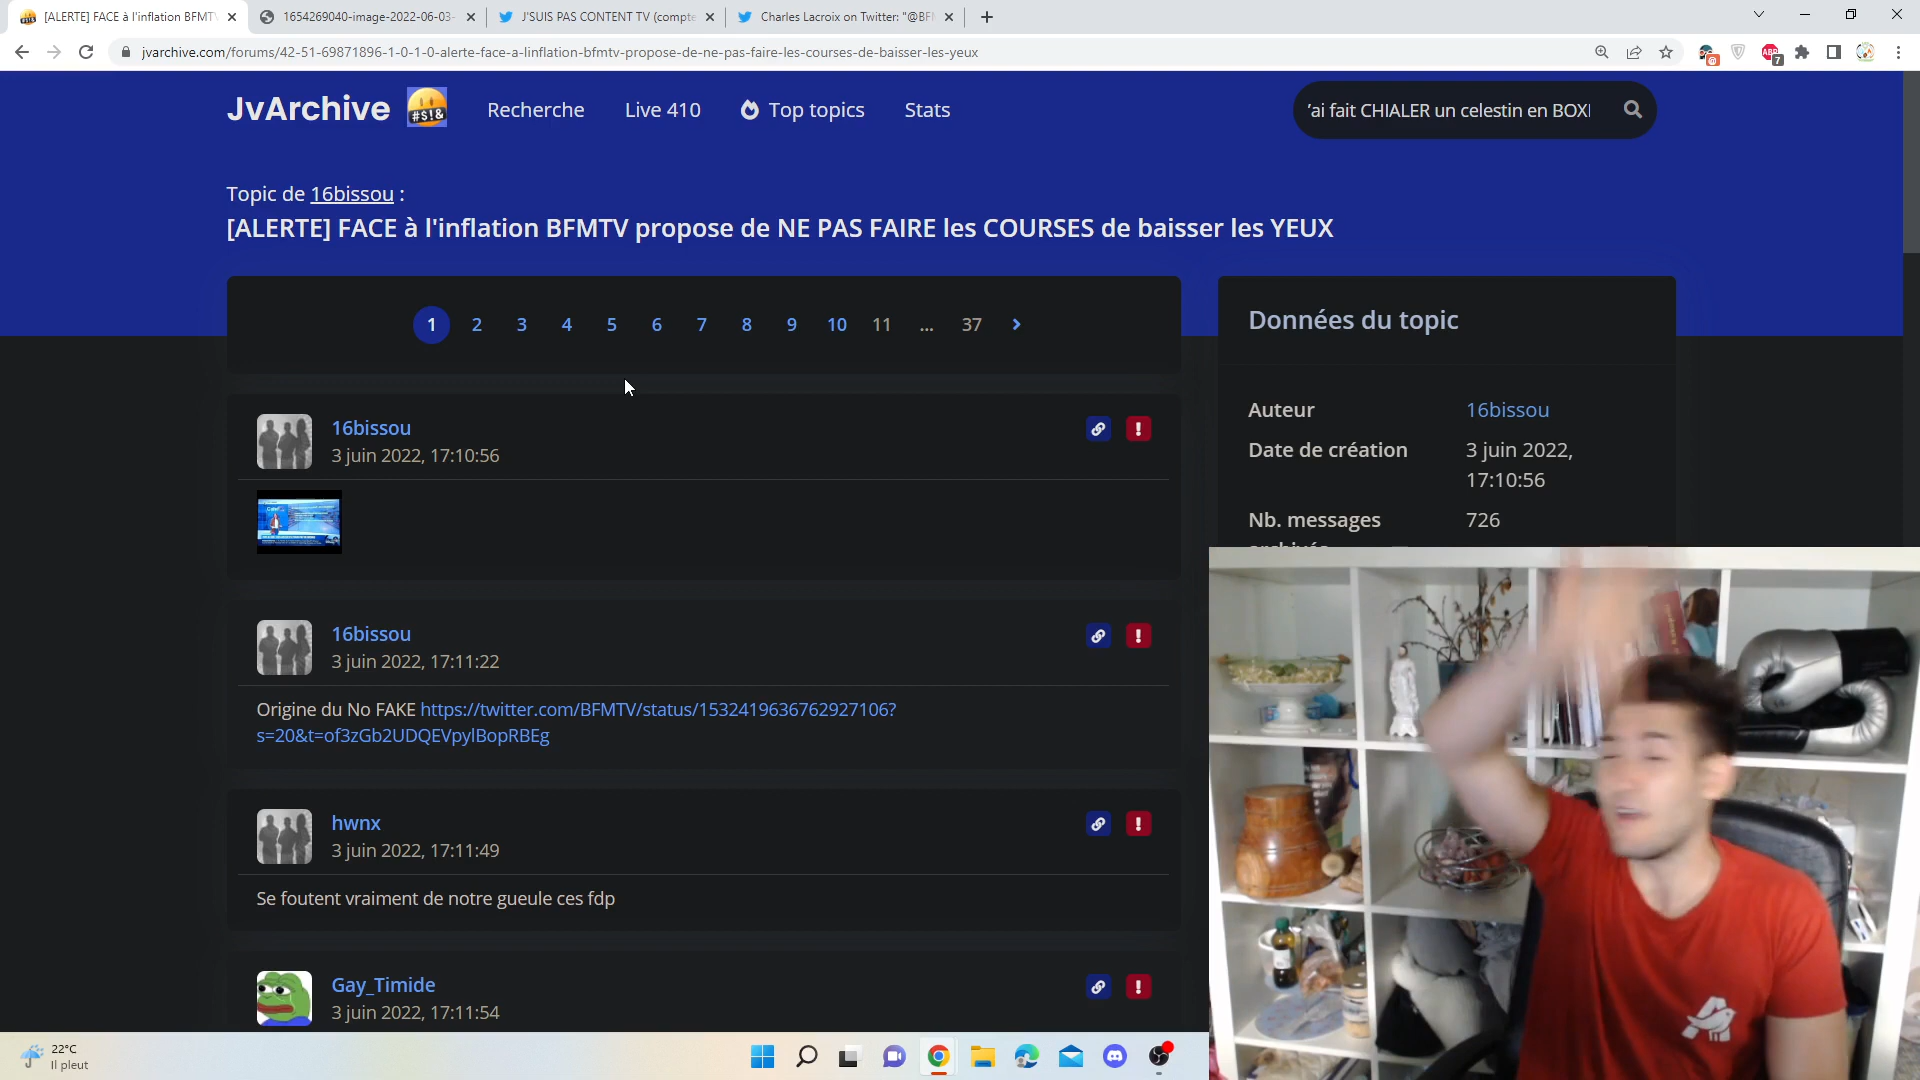 [ALERTE] FACE à l'inflation BFMT
1654269040-image-2022-06-03-
J'SUIS PAS CONTENT TV (compte
Charles Lacroix on Twitter: "@BF
jvarchive.com/forums/42-51-69871896-1-0-1-0-alerte-face-a-linflation-bfmtv-propose-de-ne-pas-faire-les-courses-de-baisser-les-yeux
ABP
7
JvArchive
#$!&
Recherche
Live 410
Top topics
Stats
'ai fait CHIALER un celestin en BOX
Topic de 16bissou :
[ALERTE] FACE à l'inflation BFMTV propose de NE PAS FAIRE les COURSES de baisser les YEUX
1 2 3 4 5 6 7 8 9 10 11 ... 37
Données du topic
Auteur 16bissou
Date de création 3 juin 2022,
17:10:56
Nb. messages 726
16bissou
3 juin 2022, 17:10:56
16bissou
3 juin 2022, 17:11:22
Origine du No FAKE https://twitter.com/BFMTV/status/1532419636762927106?
s=20&t=of3zGb2UDQEVpylBopRBEg
hwnx
3 juin 2022, 17:11:49
Se foutent vraiment de notre gueule ces fdp
Gay_Timide
3 juin 2022, 17:11:54
22°C
Il pleut